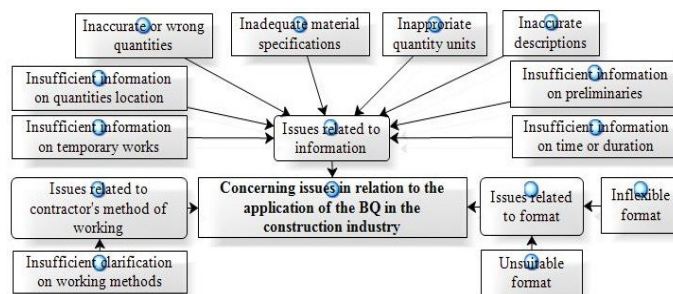 Inaccurate or wrong
quantities
Inadequate material
specifications
Inapproriate
quantity units
Inaccurate
descriptions
Insufficient information
on quantities location
Insufficient information
on preliminaries
Insufficient information
on temporary works
Issues related to
information
Insufficient information
on time or duration
Issues related to
contractor's method of
working
Concerning issues in relation to the
application of the BQ in the
construction industry
Issues related
to format
Inflexible
format
Insufficient clarification
on working methods
Unsuitable
format